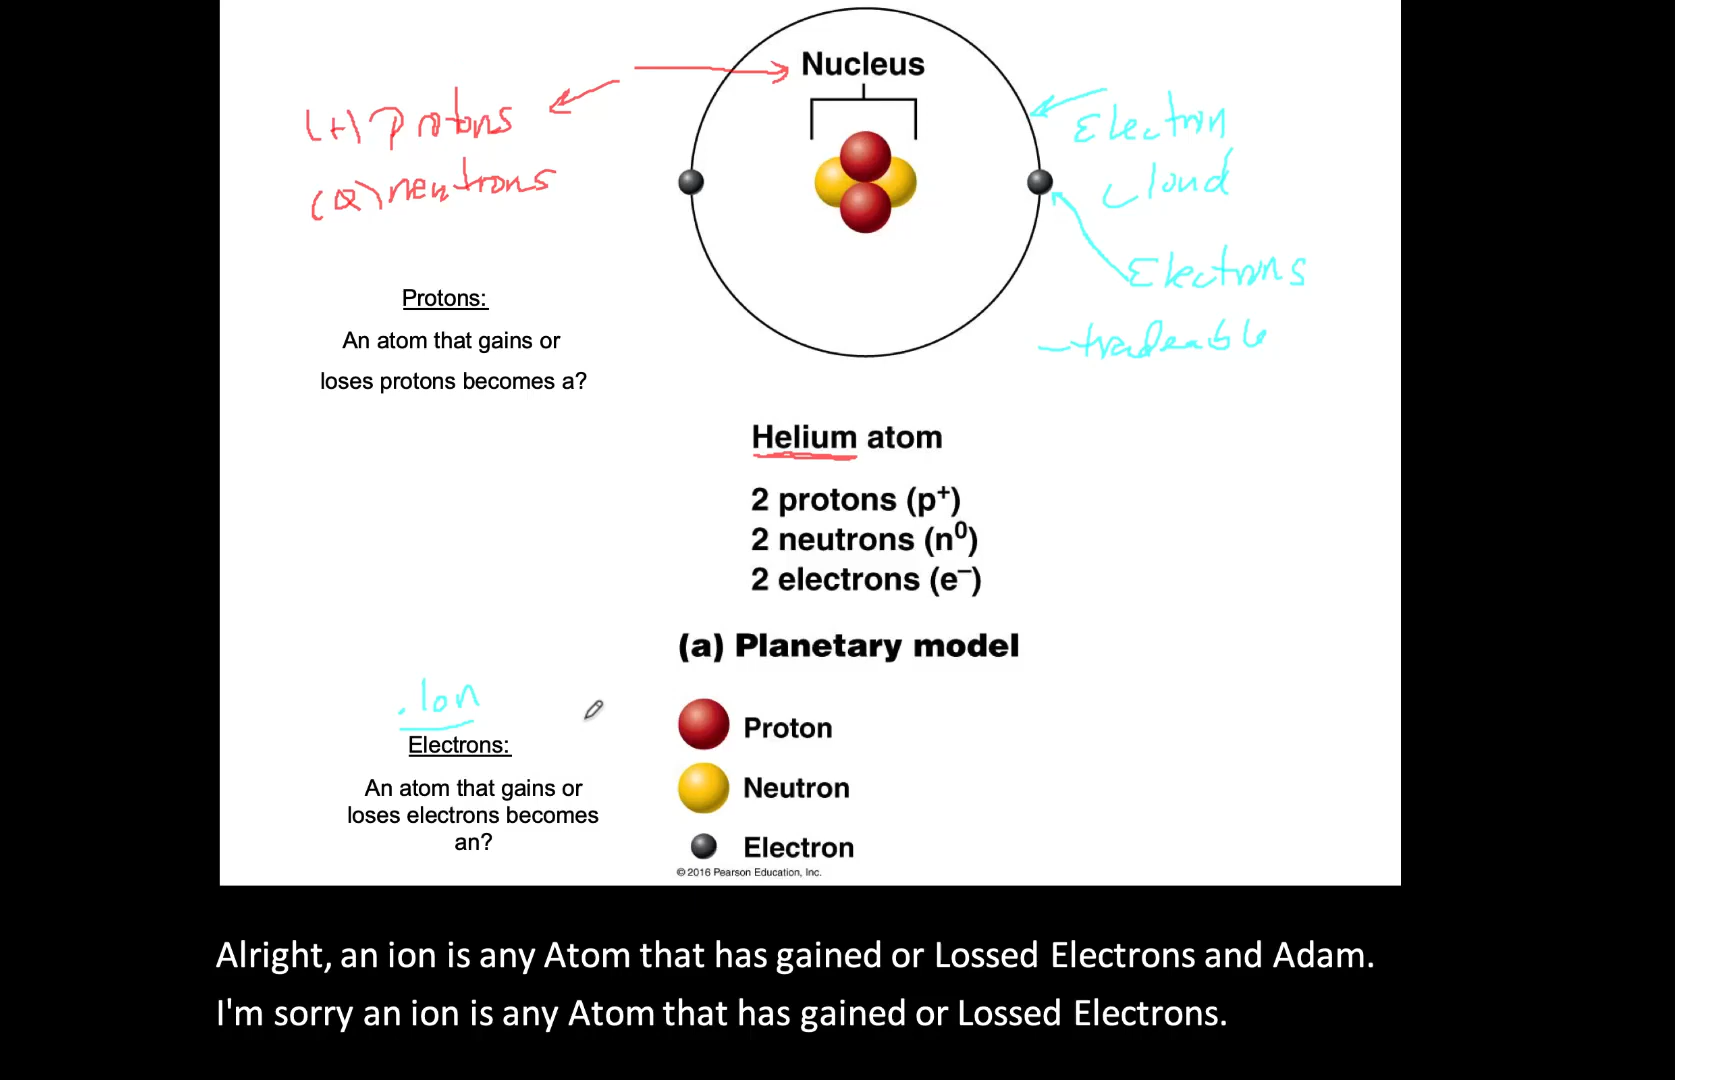 Nucleus
(+) Protons
(0) neutrons
Electron
cloud
Electrons
- tradeable
Protons:
An atom that gains or
loses protons becomes a?
Helium atom
2 protons (p⁺)
2 neutrons (n⁰)
2 electrons (e⁻)
(a) Planetary model
. Ion
Electrons:
An atom that gains or
loses electrons becomes
an?
Proton
Neutron
Electron
© 2016 Pearson Education, Inc.
Alright, an ion is any Atom that has gained or Lossed Electrons and Adam.
I'm sorry an ion is any Atom that has gained or Lossed Electrons.